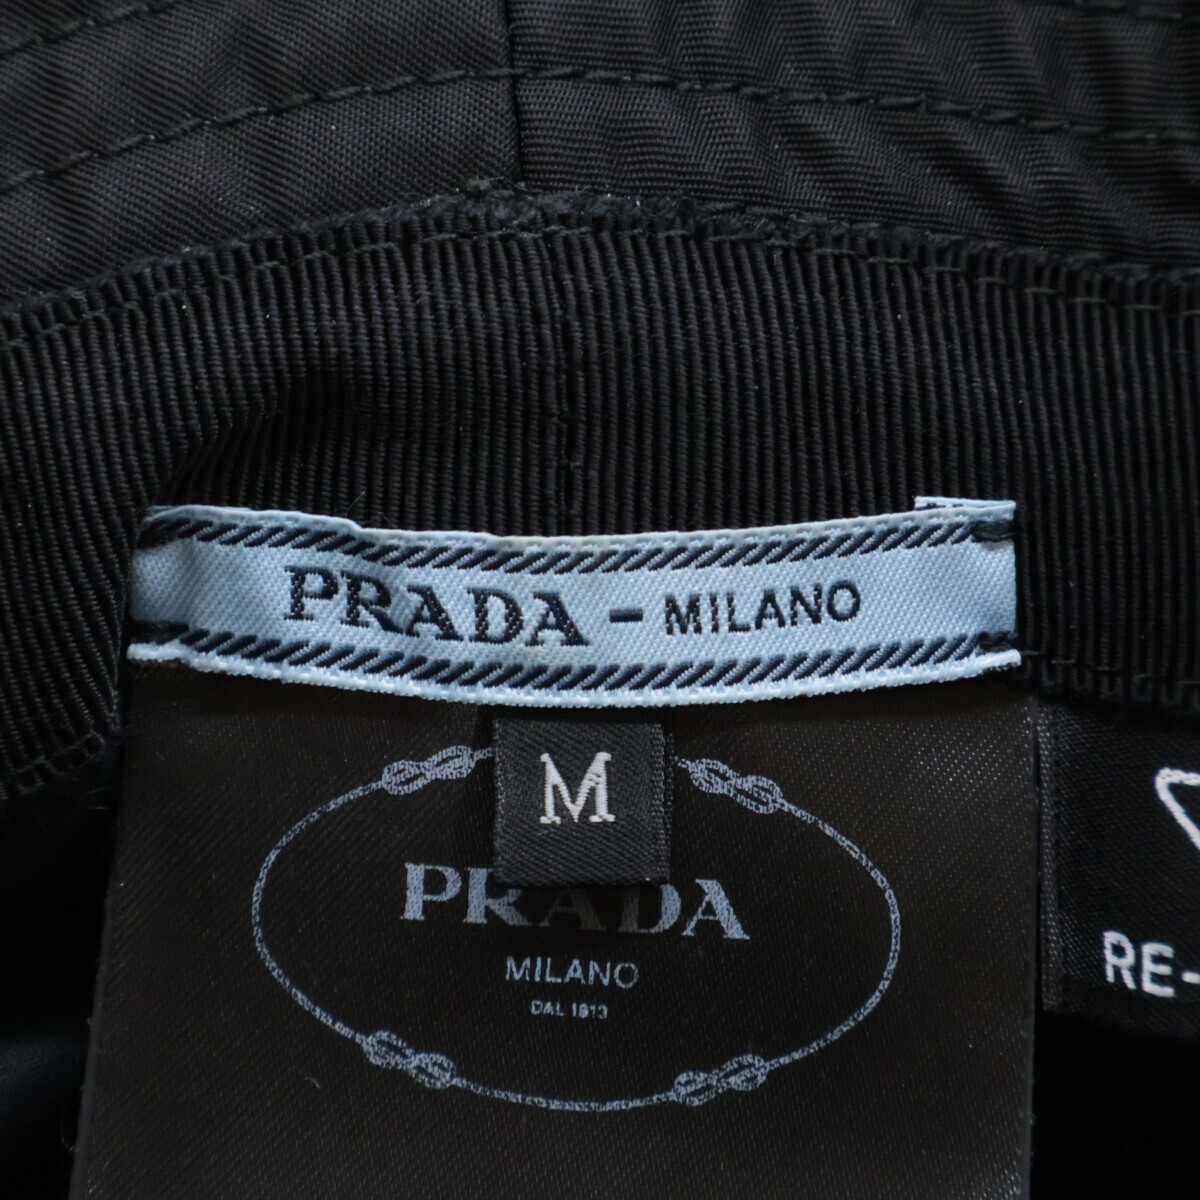 PRADA - MILANO
M
PRADA
MILANO
DAL 1913
RE-